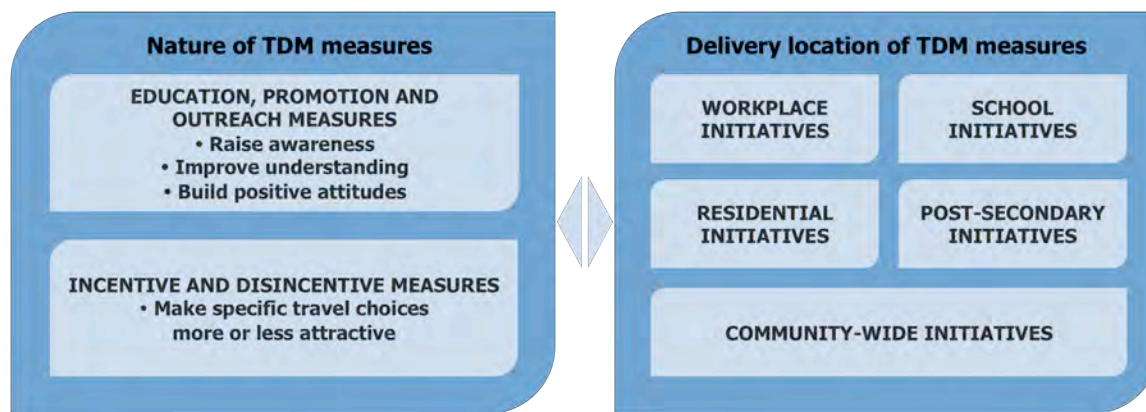 Nature of TDM measures
EDUCATION, PROMOTION AND
OUTREACH MEASURES
• Raise awareness
• Improve understanding
• Build positive attitudes
INCENTIVE AND DISINCENTIVE MEASURES
• Make specific travel choices
more or less attractive
Delivery location of TDM measures
WORKPLACE
INITIATIVES
SCHOOL
INITIATIVES
RESIDENTIAL
INITIATIVES
POST-SECONDARY
INITIATIVES
COMMUNITY-WIDE INITIATIVES